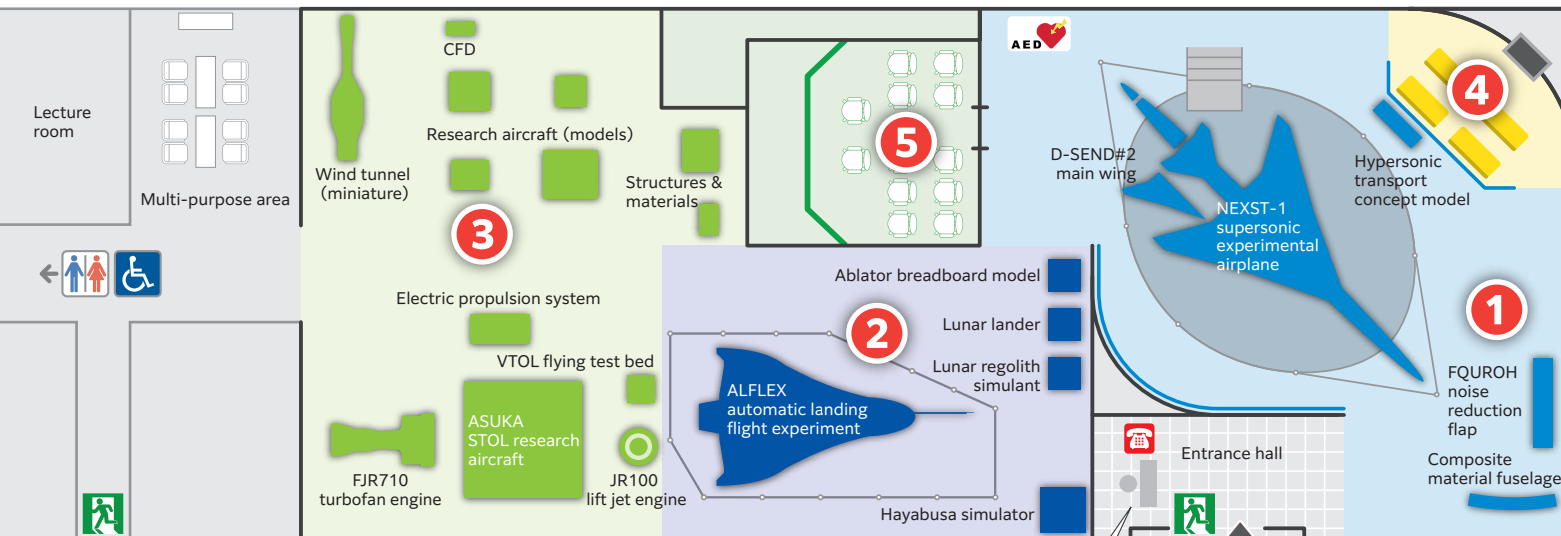 Lecture
room
Multi-purpose area
Wind tunnel
(miniature)
CFD
Research aircraft (models)
Structures &
materials
3
Electric propulsion system
VTOL flying test bed
ASUKA
STOL research
aircraft
FJR710
turbofan engine
JR100
lift jet engine
5
AED
D-SEND#2
main wing
NEXST-1
supersonic
experimental
airplane
4
Hypersonic
transport
concept model
1
FQUROH
noise
reduction
flap
Composite
material fuselage
Ablator breadboard model
2
Lunar lander
Lunar regolith
simulant
ALFLEX
automatic landing
flight experiment
Hayabusa simulator
Entrance hall